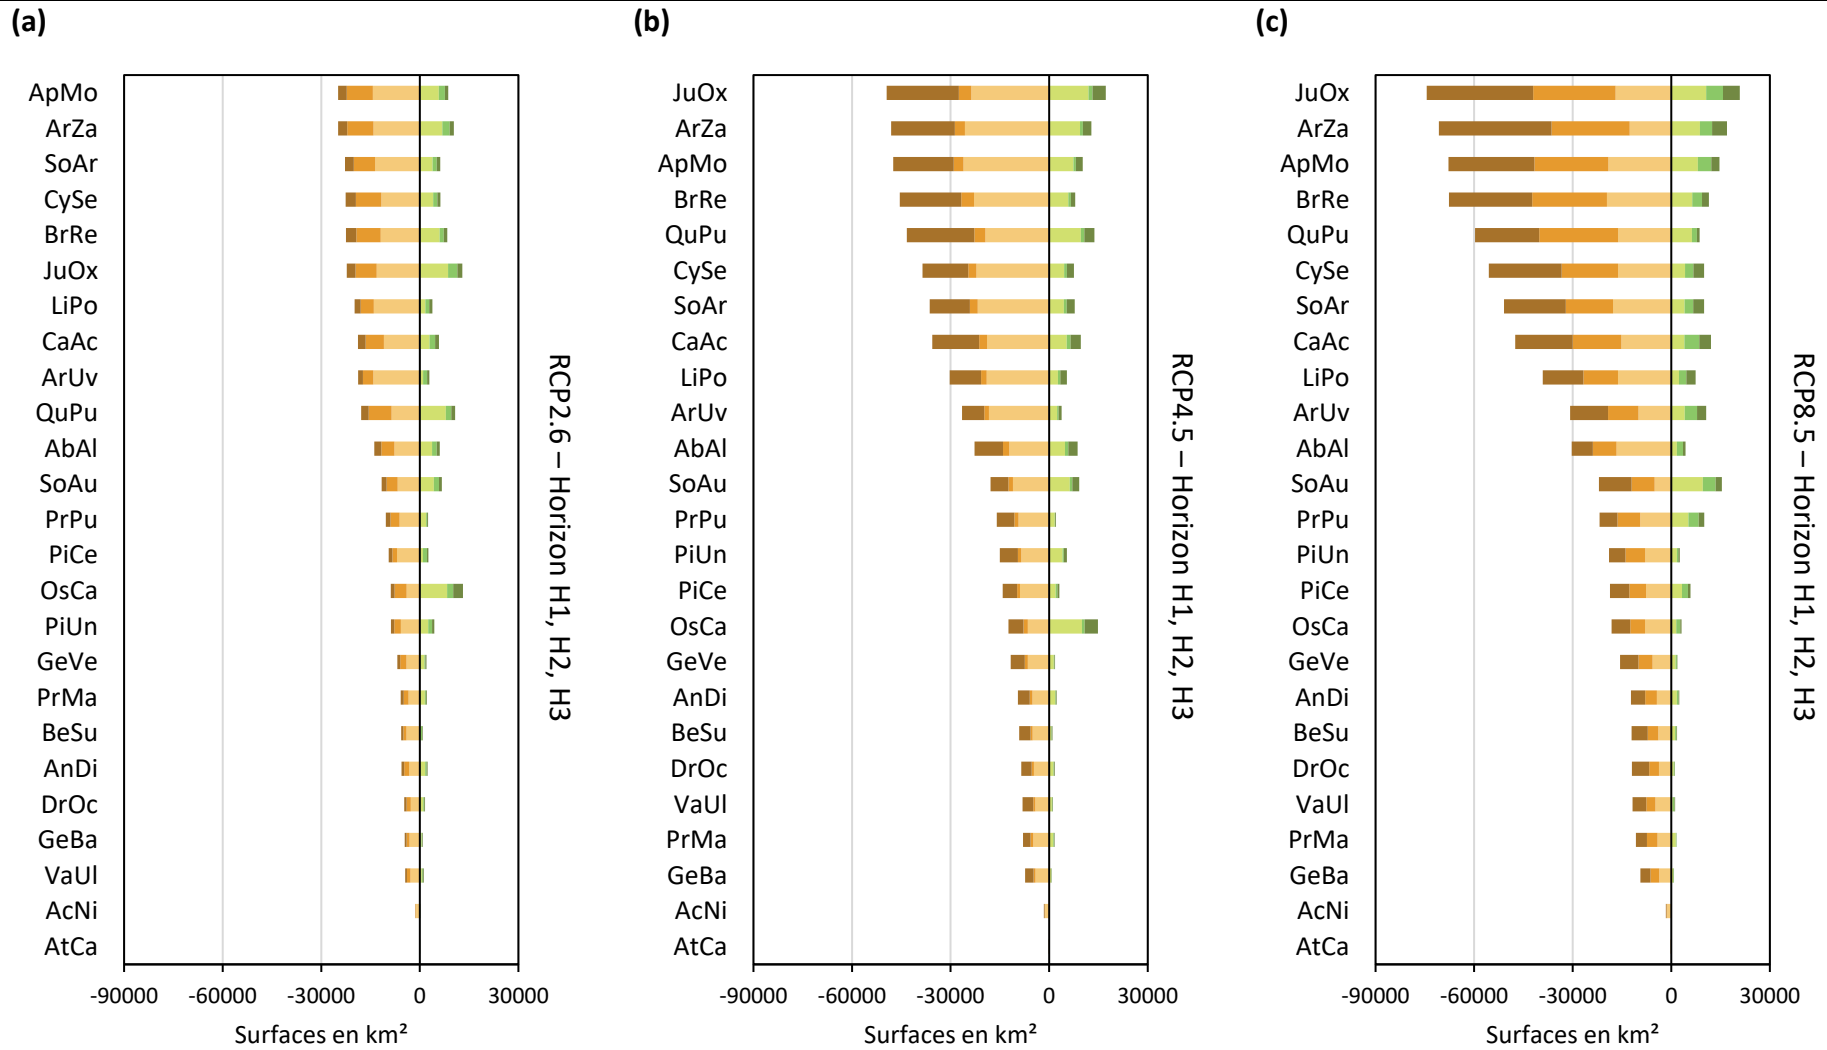 (a)
ApMo
ArZa
SoAr
CySe
BrRe
JuOx
LiPo
CaAc
ArUv
QuPu
AbAl
SoAu
PrPu
PiCe
OsCa
PiUn
GeVe
PrMa
BeSu
AnDi
DrOc
GeBa
VaUl
AcNi
AtCa
-90000 -60000 -30000 0 30000
Surfaces en km²
RCP2.6 – Horizon H1, H2, H3
(b)
JuOx
ArZa
ApMo
BrRe
QuPu
CySe
SoAr
CaAc
LiPo
ArUv
AbAl
SoAu
PrPu
PiUn
PiCe
OsCa
GeVe
AnDi
BeSu
DrOc
VaUl
PrMa
GeBa
AcNi
AtCa
-90000 -60000 -30000 0 30000
Surfaces en km²
RCP4.5 – Horizon H1, H2, H3
(c)
JuOx
ArZa
ApMo
BrRe
QuPu
CySe
SoAr
CaAc
LiPo
ArUv
AbAl
SoAu
PrPu
PiUn
PiCe
OsCa
GeVe
AnDi
BeSu
DrOc
VaUl
PrMa
GeBa
AcNi
AtCa
-90000 -60000 -30000 0 30000
Surfaces en km²
RCP8.5 – Horizon H1, H2, H3